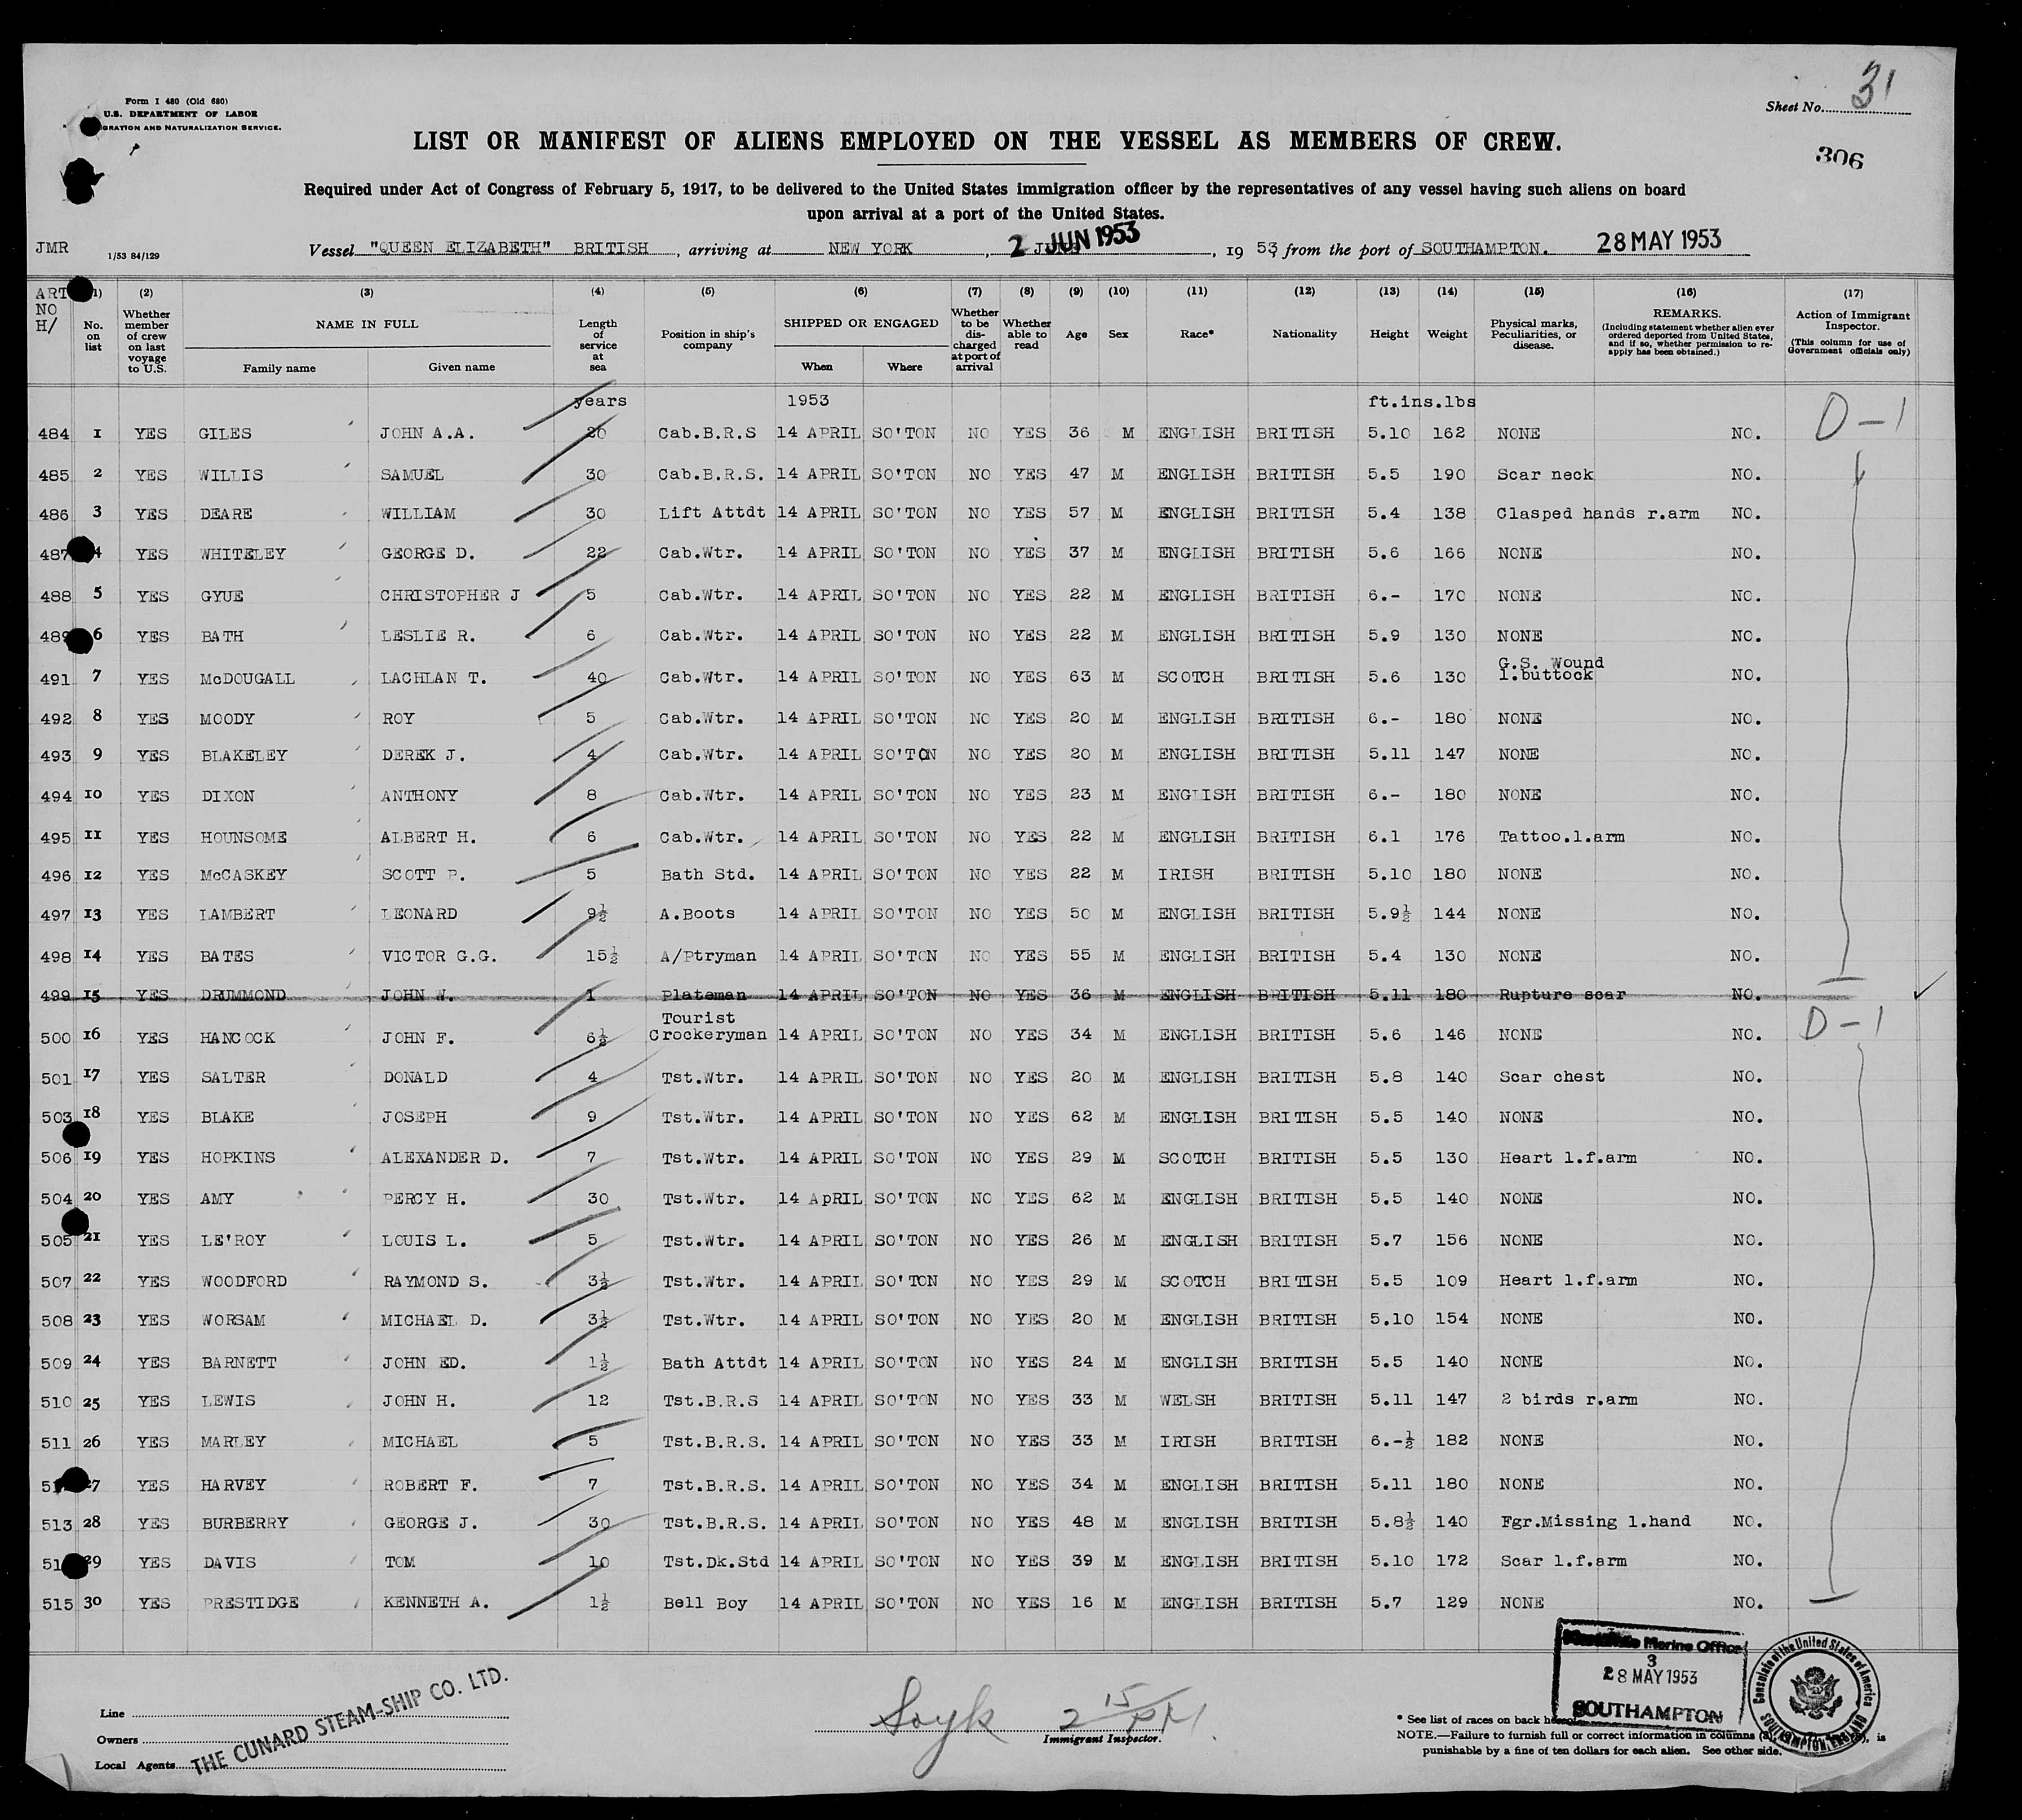 Form I 480 (Old 680)
U.S. DEPARTMENT OF LABOR
GRATION AND NATURALIZATION SERVICE.
Sheet No. 31
306
LIST OR MANIFEST OF ALIENS EMPLOYED ON THE VESSEL AS MEMBERS OF CREW.
Required under Act of Congress of February 5, 1917, to be delivered to the United States immigration officer by the representatives of any vessel having such aliens on board
upon arrival at a port of the United States.
JMR 1/53 84/129 Vessel "QUEEN ELIZABETH" BRITISH, arriving at NEW YORK, 2 JUN 1953, 1953 from the port of SOUTHAMPTON. 28 MAY 1953
ART NO H/
(1) No. on list
(2) Whether member of crew on last voyage to U.S.
(3) NAME IN FULL Family name Given name
(4) Length of service at sea
(5) Position in ship's company
(6) SHIPPED OR ENGAGED When Where
(7) Whether to be discharged at port of arrival
(8) Whether able to read
(9) Age
(10) Sex
(11) Race*
(12) Nationality
(13) Height
(14) Weight
(15) Physical marks, Peculiarities, or disease.
(16) REMARKS. (Including statement whether alien ever ordered deported from United States, and if so, whether permission to re-apply has been obtained.)
(17) Action of Immigrant Inspector. (This column for use of Government officials only)
years 1953 ft.ins.lbs
484 1 YES GILES JOHN A.A. 20 Cab.B.R.S 14 APRIL SO'TON NO YES 36 M ENGLISH BRITISH 5.10 162 NONE NO. D-1
485 2 YES WILLIS SAMUEL 30 Cab.B.R.S. 14 APRIL SO'TON NO YES 47 M ENGLISH BRITISH 5.5 190 Scar neck NO.
486 3 YES DEARE WILLIAM 30 Lift Attdt 14 APRIL SO'TON NO YES 57 M ENGLISH BRITISH 5.4 138 Clasped hands r.arm NO.
487 4 YES WHITELEY GEORGE D. 22 Cab.Wtr. 14 APRIL SO'TON NO YES 37 M ENGLISH BRITISH 5.6 166 NONE NO.
488 5 YES GYUE CHRISTOPHER J 5 Cab.Wtr. 14 APRIL SO'TON NO YES 22 M ENGLISH BRITISH 6.- 170 NONE NO.
489 6 YES BATH LESLIE R. 6 Cab.Wtr. 14 APRIL SO'TON NO YES 22 M ENGLISH BRITISH 5.9 130 NONE NO.
491 7 YES McDOUGALL LACHLAN T. 40 Cab.Wtr. 14 APRIL SO'TON NO YES 63 M SCOTCH BRITISH 5.6 130 G.S. Wound l.buttock NO.
492 8 YES MOODY ROY 5 Cab.Wtr. 14 APRIL SO'TON NO YES 20 M ENGLISH BRITISH 6.- 180 NONE NO.
493 9 YES BLAKELEY DEREK J. 4 Cab.Wtr. 14 APRIL SO'TON NO YES 20 M ENGLISH BRITISH 5.11 147 NONE NO.
494 10 YES DIXON ANTHONY 8 Cab.Wtr. 14 APRIL SO'TON NO YES 23 M ENGLISH BRITISH 6.- 180 NONE NO.
495 11 YES HOUNSOME ALBERT H. 6 Cab.Wtr. 14 APRIL SO'TON NO YES 22 M ENGLISH BRITISH 6.1 176 Tattoo.l.arm NO.
496 12 YES McCASKEY SCOTT P. 5 Bath Std. 14 APRIL SO'TON NO YES 22 M IRISH BRITISH 5.10 180 NONE NO.
497 13 YES LAMBERT LEONARD 9½ A.Boots 14 APRIL SO'TON NO YES 50 M ENGLISH BRITISH 5.9½ 144 NONE NO.
498 14 YES BATES VICTOR G.G. 15½ A/Ptryman 14 APRIL SO'TON NO YES 55 M ENGLISH BRITISH 5.4 130 NONE NO.
499 15 YES DRUMMOND JOHN W. 1 Plateman 14 APRIL SO'TON NO YES 36 M ENGLISH BRITISH 5.11 180 Rupture scar NO. ✓
500 16 YES HANCOCK JOHN F. 6½ Tourist Crockeryman 14 APRIL SO'TON NO YES 34 M ENGLISH BRITISH 5.6 146 NONE NO. D-1
501 17 YES SALTER DONALD 4 Tst.Wtr. 14 APRIL SO'TON NO YES 20 M ENGLISH BRITISH 5.8 140 Scar chest NO.
503 18 YES BLAKE JOSEPH 9 Tst.Wtr. 14 APRIL SO'TON NO YES 62 M ENGLISH BRITISH 5.5 140 NONE NO.
506 19 YES HOPKINS ALEXANDER D. 7 Tst.Wtr. 14 APRIL SO'TON NO YES 29 M SCOTCH BRITISH 5.5 130 Heart l.f.arm NO.
504 20 YES AMY PERCY H. 30 Tst.Wtr. 14 ApRIL SO'TON NO YES 62 M ENGLISH BRITISH 5.5 140 NONE NO.
505 21 YES LE'ROY LOUIS L. 5 Tst.Wtr. 14 APRIL SO'TON NO YES 26 M ENGLISH BRITISH 5.7 156 NONE NO.
507 22 YES WOODFORD RAYMOND S. 3½ Tst.Wtr. 14 APRIL SO'TON NO YES 29 M SCOTCH BRITISH 5.5 109 Heart l.f.arm NO.
508 23 YES WORSAM MICHAEL D. 3½ Tst.Wtr. 14 APRIL SO'TON NO YES 20 M ENGLISH BRITISH 5.10 154 NONE NO.
509 24 YES BARNETT JOHN ED. 1½ Bath Attdt 14 APRIL SO'TON NO YES 24 M ENGLISH BRITISH 5.5 140 NONE NO.
510 25 YES LEWIS JOHN H. 12 Tst.B.R.S 14 APRIL SO'TON NO YES 33 M WELSH BRITISH 5.11 147 2 birds r.arm NO.
511 26 YES MARLEY MICHAEL 5 Tst.B.R.S. 14 APRIL SO'TON NO YES 33 M IRISH BRITISH 6.-½ 182 NONE NO.
27 YES HARVEY ROBERT F. 7 Tst.B.R.S. 14 APRIL SO'TON NO YES 34 M ENGLISH BRITISH 5.11 180 NONE NO.
513 28 YES BURBERRY GEORGE J. 30 Tst.B.R.S. 14 APRIL SO'TON NO YES 48 M ENGLISH BRITISH 5.8½ 140 Fgr.Missing l.hand NO.
29 YES DAVIS TOM 10 Tst.Dk.Std 14 APRIL SO'TON NO YES 39 M ENGLISH BRITISH 5.10 172 Scar l.f.arm NO.
515 30 YES PRESTIDGE KENNETH A. 1½ Bell Boy 14 APRIL SO'TON NO YES 16 M ENGLISH BRITISH 5.7 129 NONE NO.
Marine Office
3
28 MAY 1953
SOUTHAMPTON
Consulate of the United States of America
SOUTHAMPTON, ENGLAND
Line
Owners
Local Agents
THE CUNARD STEAM-SHIP CO. LTD.
2 15 PM
Immigrant Inspector.
* See list of races on back
NOTE.—Failure to furnish full or correct information in columns is
punishable by a fine of ten dollars for each alien. See other side.